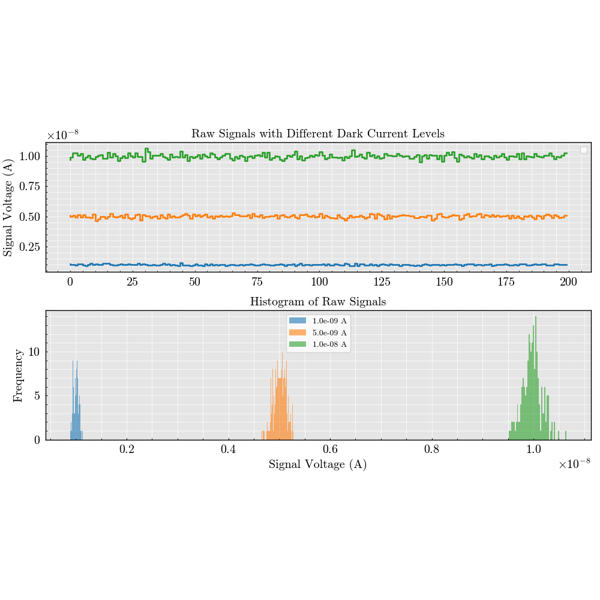 Raw Signals with Different Dark Current Levels
×10⁻⁸
Signal Voltage (A)
1.00
0.75
0.50
0.25
0 25 50 75 100 125 150 175 200
Histogram of Raw Signals
1.0e-09 A
5.0e-09 A
1.0e-08 A
Frequency
10
5
0
0.2 0.4 0.6 0.8 1.0
Signal Voltage (A)
×10⁻⁸